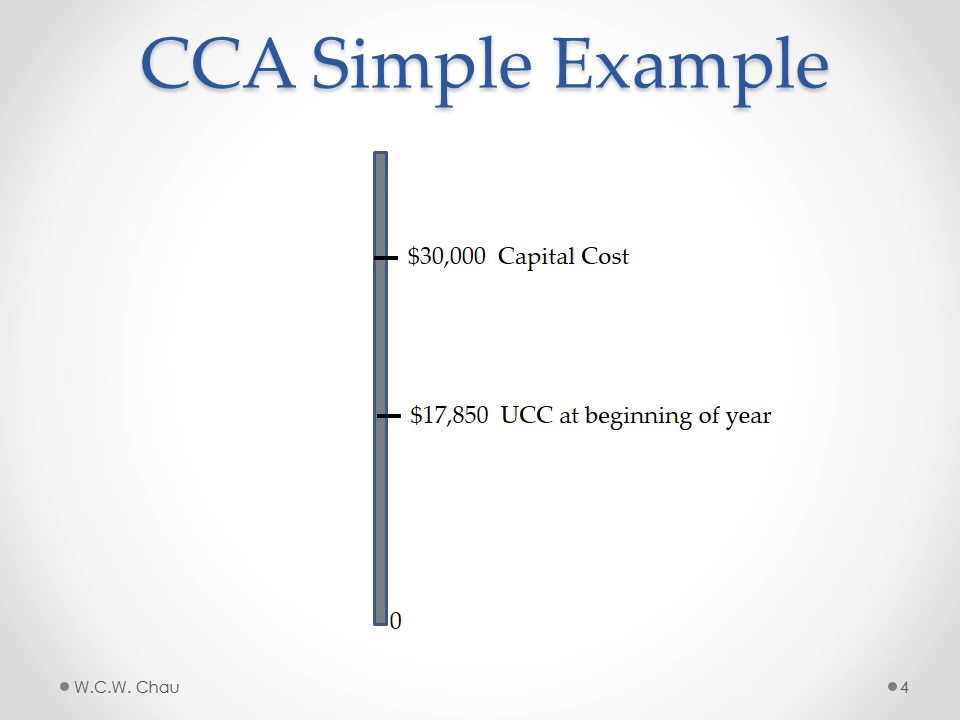 CCA Simple Example
$30,000 Capital Cost
$17,850 UCC at beginning of year
0
W.C.W. Chau
4